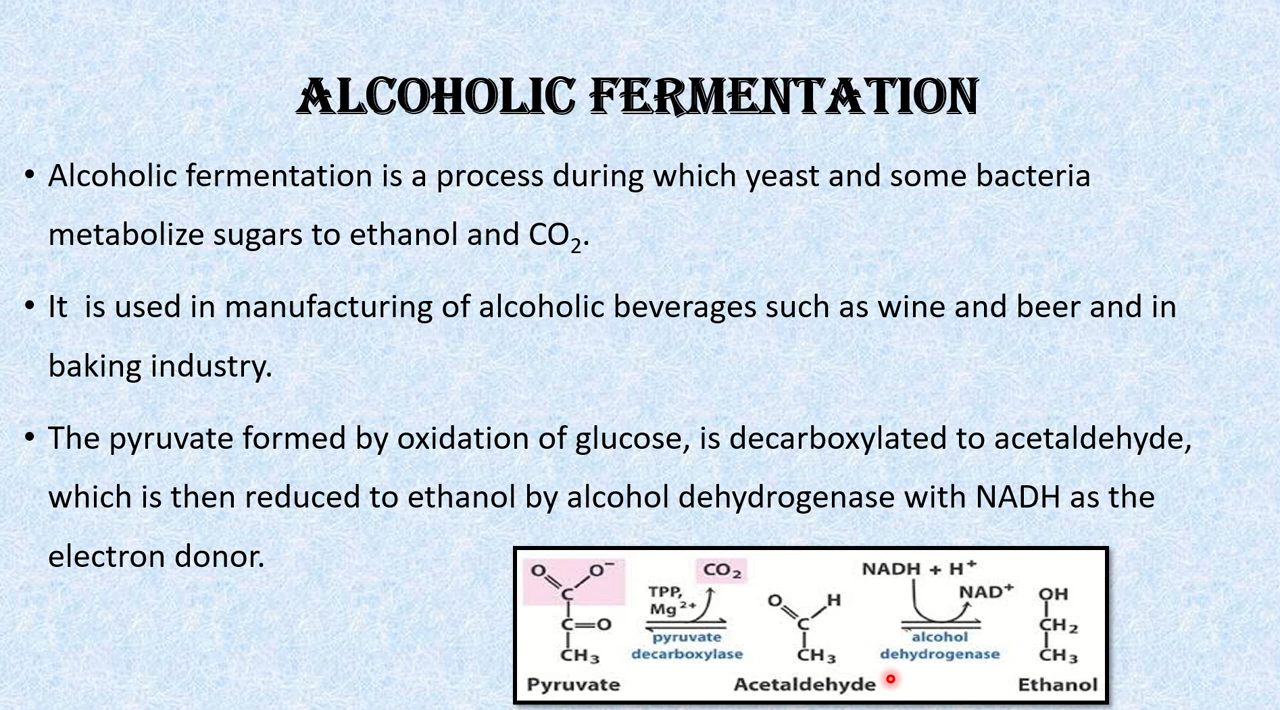 ALCOHOLIC FERMENTATION
• Alcoholic fermentation is a process during which yeast and some bacteria
metabolize sugars to ethanol and CO₂.
• It  is used in manufacturing of alcoholic beverages such as wine and beer and in
baking industry.
• The pyruvate formed by oxidation of glucose, is decarboxylated to acetaldehyde,
which is then reduced to ethanol by alcohol dehydrogenase with NADH as the
electron donor.
O O⁻
C
C=O
CH₃
Pyruvate
TPP,
Mg²⁺
CO₂
pyruvate
decarboxylase
O H
C
CH₃
Acetaldehyde
NADH + H⁺
NAD⁺
alcohol
dehydrogenase
OH
CH₂
CH₃
Ethanol